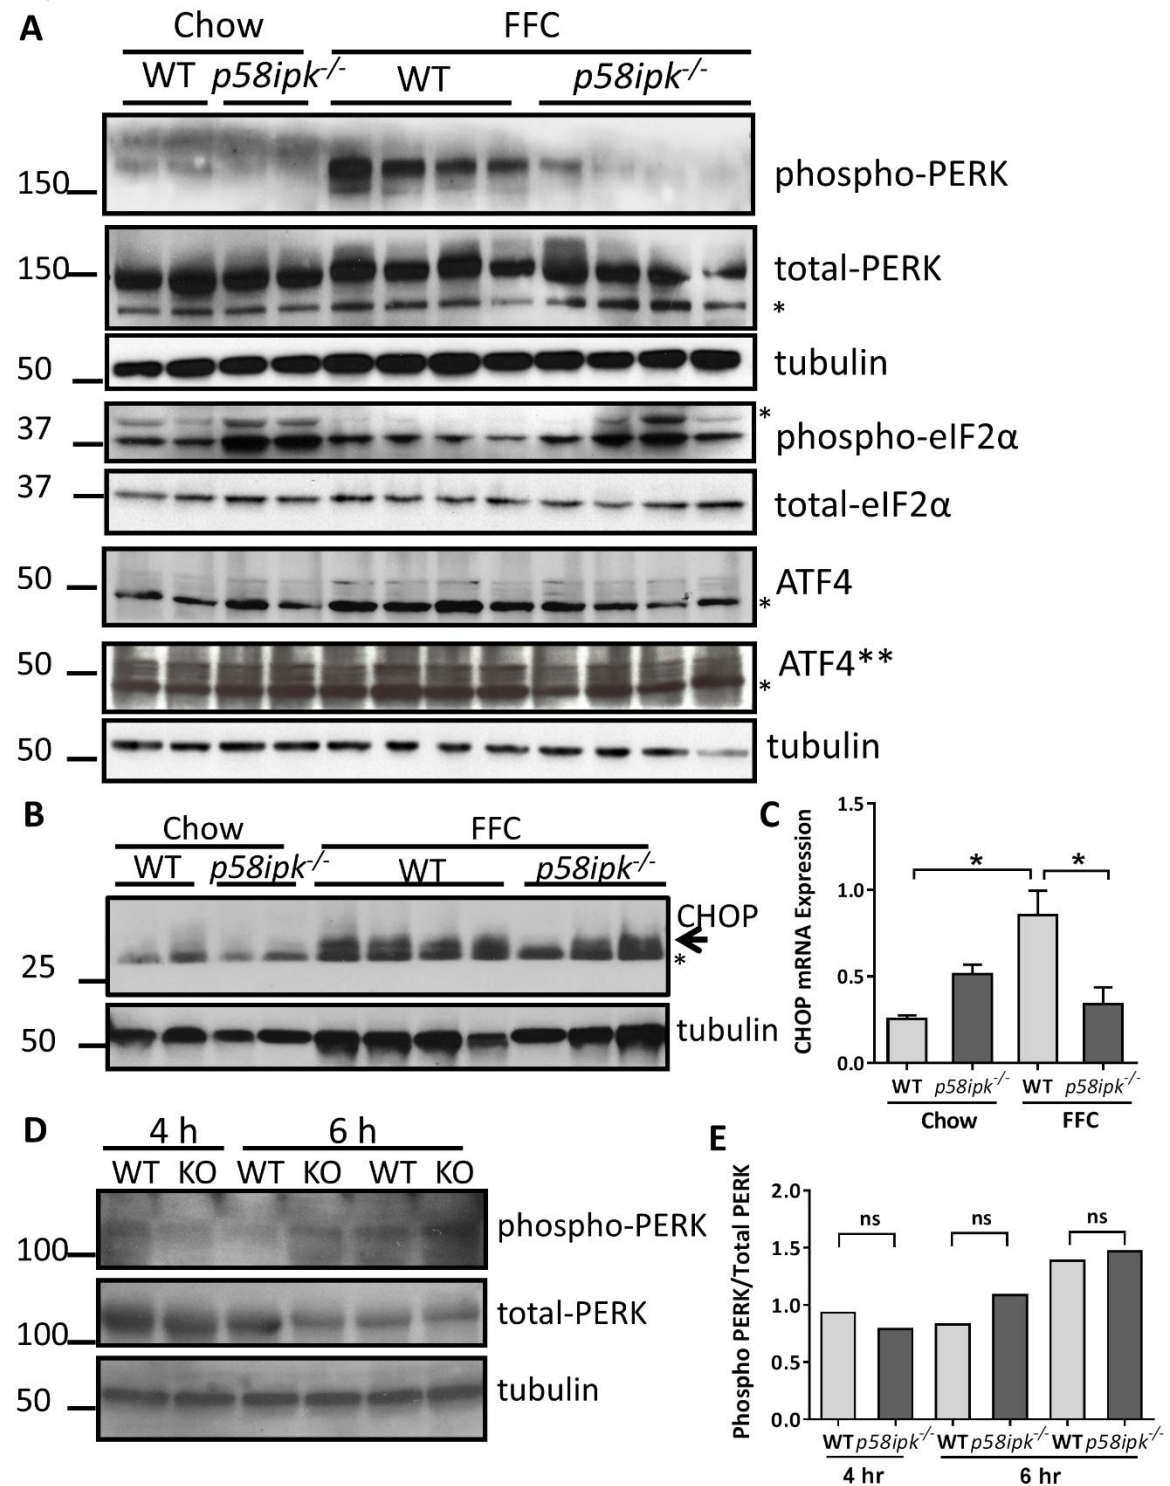 A
Chow FFC
WT p58ipk-/- WT p58ipk-/-
150 phospho-PERK
150 total-PERK
*
50 tubulin
*
37 phospho-eIF2α
37 total-eIF2α
50 ATF4
*
50 ATF4**
*
50 tubulin
B
Chow FFC
WT p58ipk-/- WT p58ipk-/-
CHOP
*
25
50 tubulin
C
CHOP mRNA Expression
1.5
1.0
0.5
0.0
* *
WT p58ipk-/- WT p58ipk-/-
Chow FFC
D
4 h 6 h
WT KO WT KO WT KO
100 phospho-PERK
100 total-PERK
50 tubulin
E
Phospho PERK/Total PERK
2.0
1.5
1.0
0.5
0.0
ns ns ns
WT p58ipk-/- WT p58ipk-/- WT p58ipk-/-
4 hr 6 hr